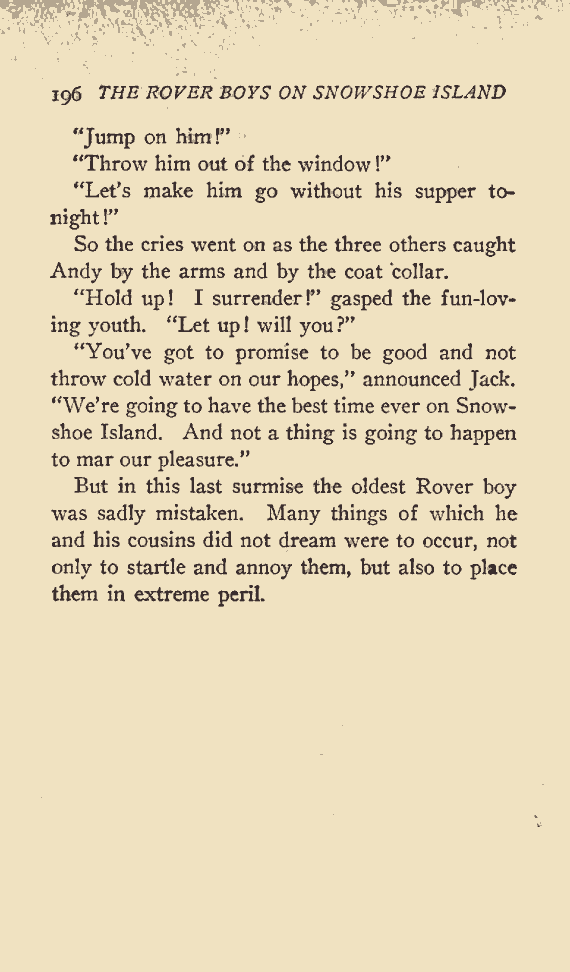 196 THE ROVER BOYS ON SNOWSHOE ISLAND
"Jump on him!"
"Throw him out of the window!"
"Let's make him go without his supper to-
night!"
So the cries went on as the three others caught
Andy by the arms and by the coat collar.
"Hold up! I surrender!" gasped the fun-lov-
ing youth. "Let up! will you?"
"You've got to promise to be good and not
throw cold water on our hopes," announced Jack.
"We're going to have the best time ever on Snow-
shoe Island. And not a thing is going to happen
to mar our pleasure."
But in this last surmise the oldest Rover boy
was sadly mistaken. Many things of which he
and his cousins did not dream were to occur, not
only to startle and annoy them, but also to place
them in extreme peril.